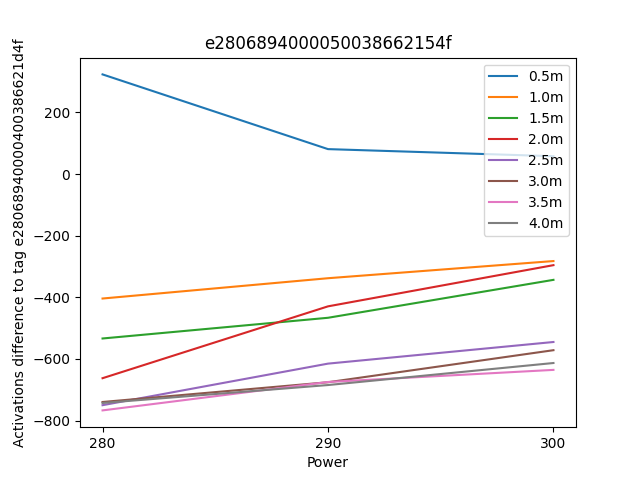 e2806894000050038662154f
0.5m
1.0m
1.5m
2.0m
2.5m
3.0m
3.5m
4.0m
Activations difference to tag e28068940000400386621d4f
200
0
−200
−400
−600
−800
280
290
300
Power